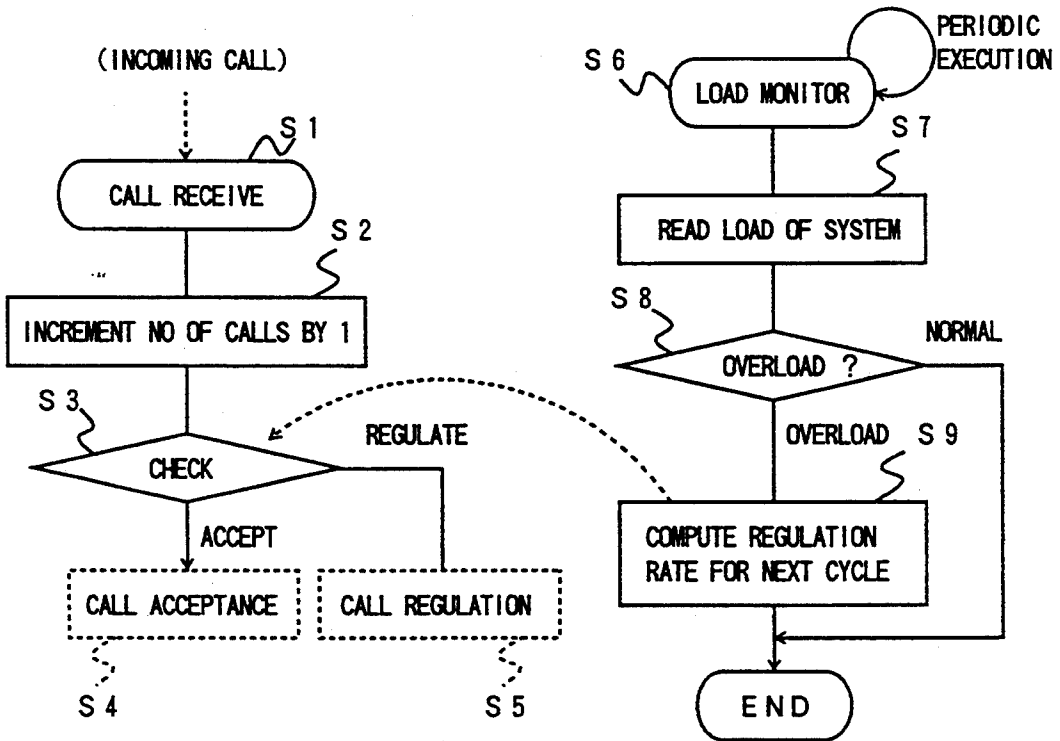 (INCOMING CALL)
S 1
CALL RECEIVE
S 2
INCREMENT NO OF CALLS BY 1
S 3
CHECK
REGULATE
ACCEPT
CALL ACCEPTANCE
CALL REGULATION
S 4
S 5
PERIODIC
EXECUTION
S 6
LOAD MONITOR
S 7
READ LOAD OF SYSTEM
S 8
OVERLOAD ?
NORMAL
OVERLOAD
S 9
COMPUTE REGULATION
RATE FOR NEXT CYCLE
END